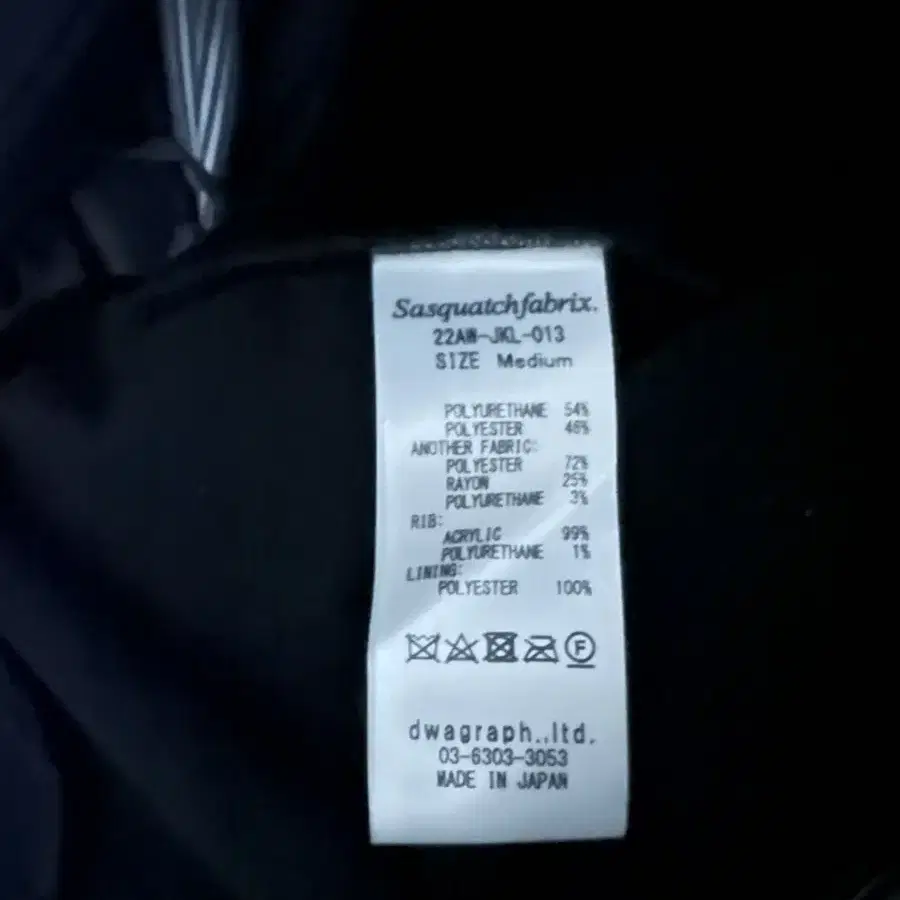 Sasquatchfabrix.
22AW-JKL-013
SIZE Medium
POLYURETHANE 54%
POLYESTER 46%
ANOTHER FABRIC:
POLYESTER 72%
RAYON 25%
POLYURETHANE 3%
RIB:
ACRYLIC 99%
POLYURETHANE 1%
LINING:
POLYESTER 100%
F
dwagraph.,ltd.
03-6303-3053
MADE IN JAPAN